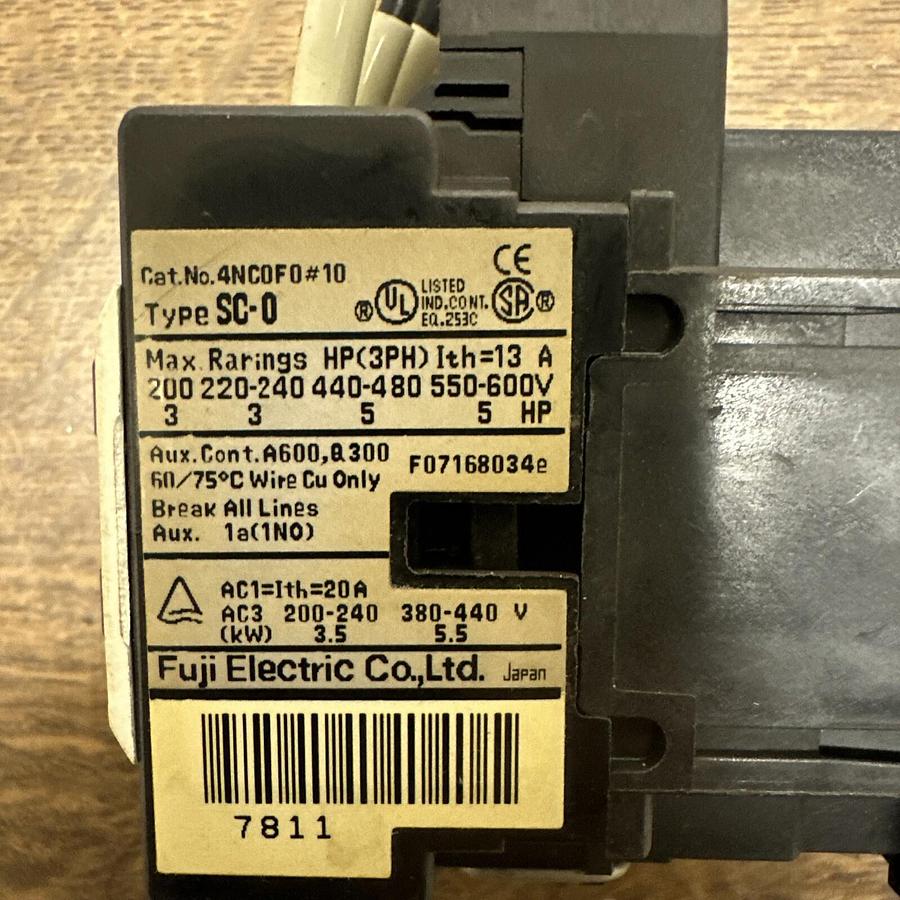 CE
Cat.No.4NC0F0#10
Type SC-0
® UL LISTED IND.CONT. EQ.253C SA ®
Max. Rarings HP(3PH) Ith=13 A
200 220-240 440-480 550-600V
3 3 5 5 HP
Aux.Cont.A600,Q300
F07168034e
60/75°C Wire Cu Only
Break All Lines
Aux. 1a(1NO)
AC1=Ith=20A
AC3 200-240 380-440 V
(kW) 3.5 5.5
Fuji Electric Co.,Ltd. Japan
7811